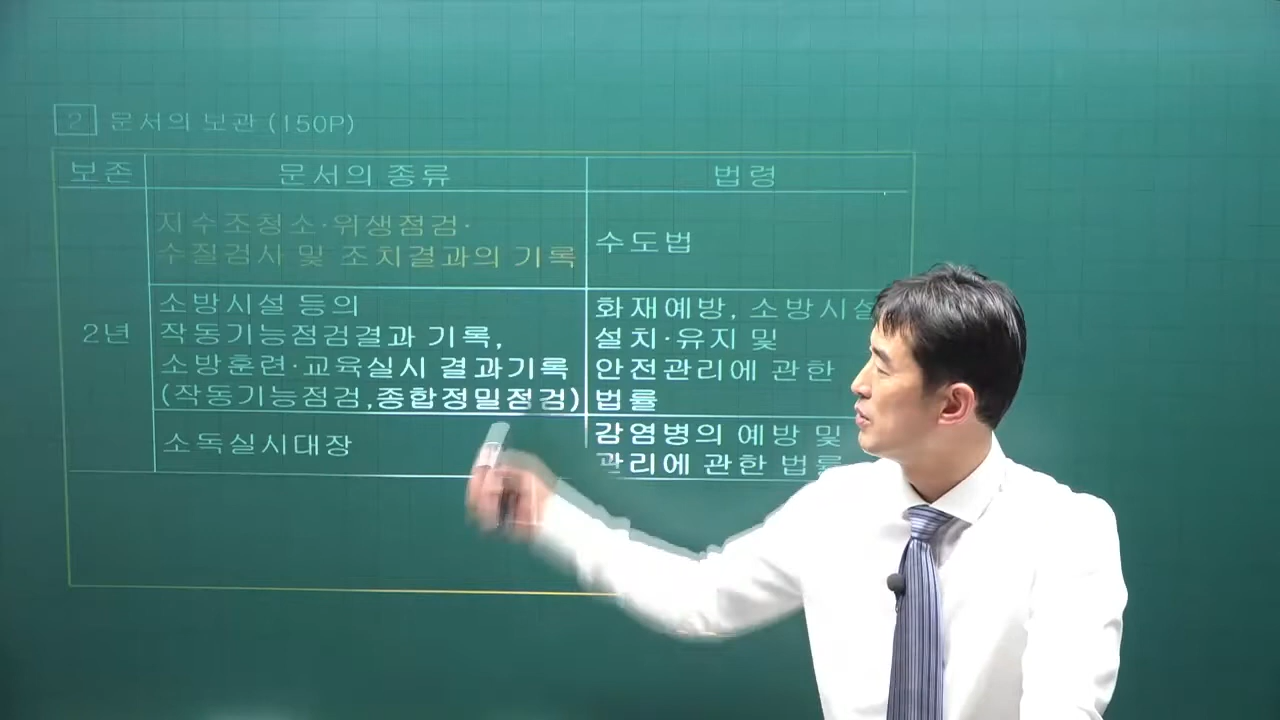 2 문서의 보관 (150P)
보존 문서의 종류 법령
저수조청소·위생점검·
수질검사 및 조치결과의 기록
수도법
2년
소방시설 등의
작동기능점검결과 기록,
소방훈련·교육실시 결과기록
(작동기능점검,종합정밀점검)
화재예방, 소방시설
설치·유지 및
안전관리에 관한
법률
소독실시대장
감염병의 예방 및
관리에 관한 법률